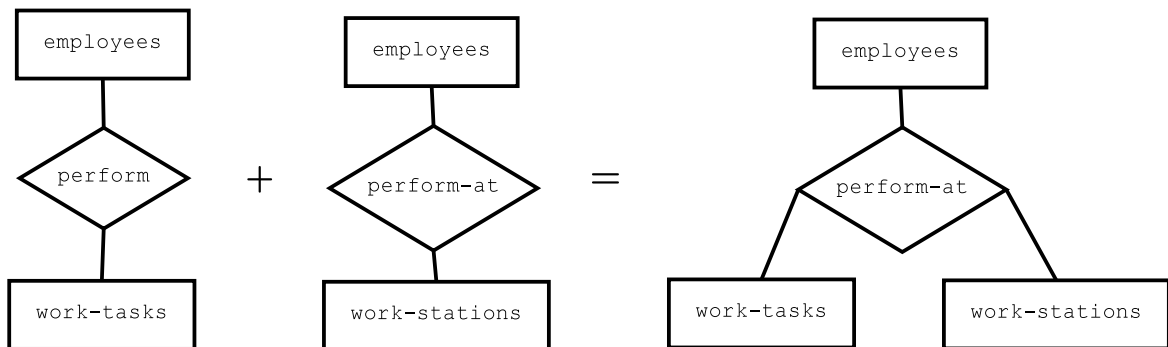 employees
perform
work-tasks
+
employees
perform-at
work-stations
=
employees
perform-at
work-tasks
work-stations